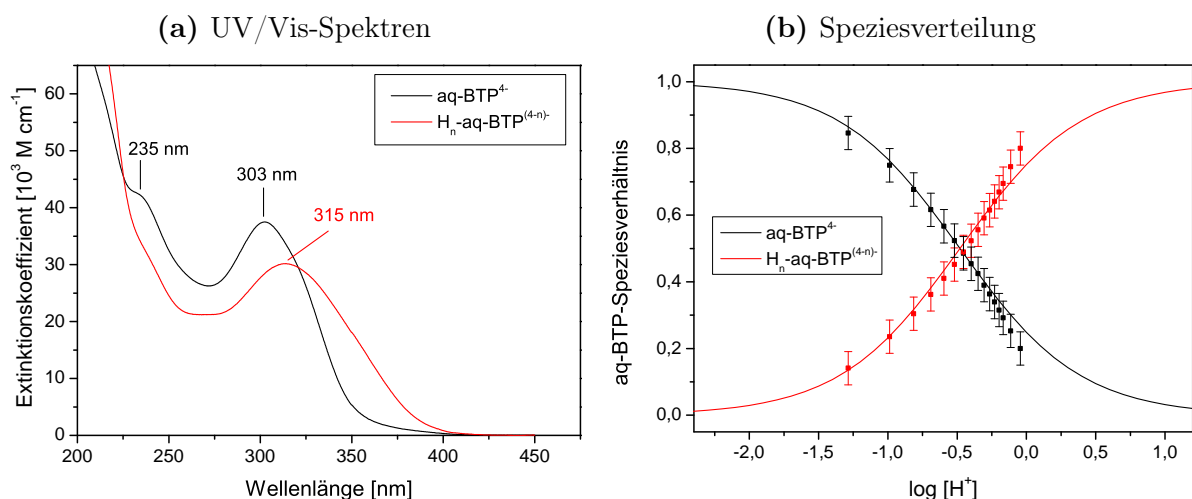 (a) UV/Vis-Spektren
60
50
40
30
20
10
0
200 250 300 350 400 450
Extinktionskoeffizient [10³ M cm⁻¹]
Wellenlänge [nm]
aq-BTP⁴⁻
Hₙ-aq-BTP⁽⁴⁻ⁿ⁾⁻
235 nm
303 nm
315 nm
(b) Speziesverteilung
1,0
0,8
0,6
0,4
0,2
0,0
-2,0 -1,5 -1,0 -0,5 0,0 0,5 1,0
aq-BTP-Speziesverhältnis
log [H⁺]
aq-BTP⁴⁻
Hₙ-aq-BTP⁽⁴⁻ⁿ⁾⁻